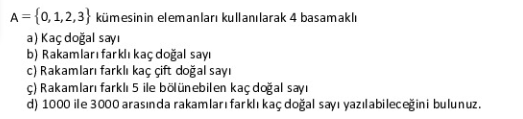 A = {0,1,2,3} kümesinin elemanları kullanılarak 4 basamaklı
a) Kaç doğal sayı
b) Rakamları farklı kaç doğal sayı
c) Rakamları farklı kaç çift doğal sayı
ç) Rakamları farklı 5 ile bölünebilen kaç doğal sayı
d) 1000 ile 3000 arasında rakamları farklı kaç doğal sayı yazılabileceğini bulunuz.